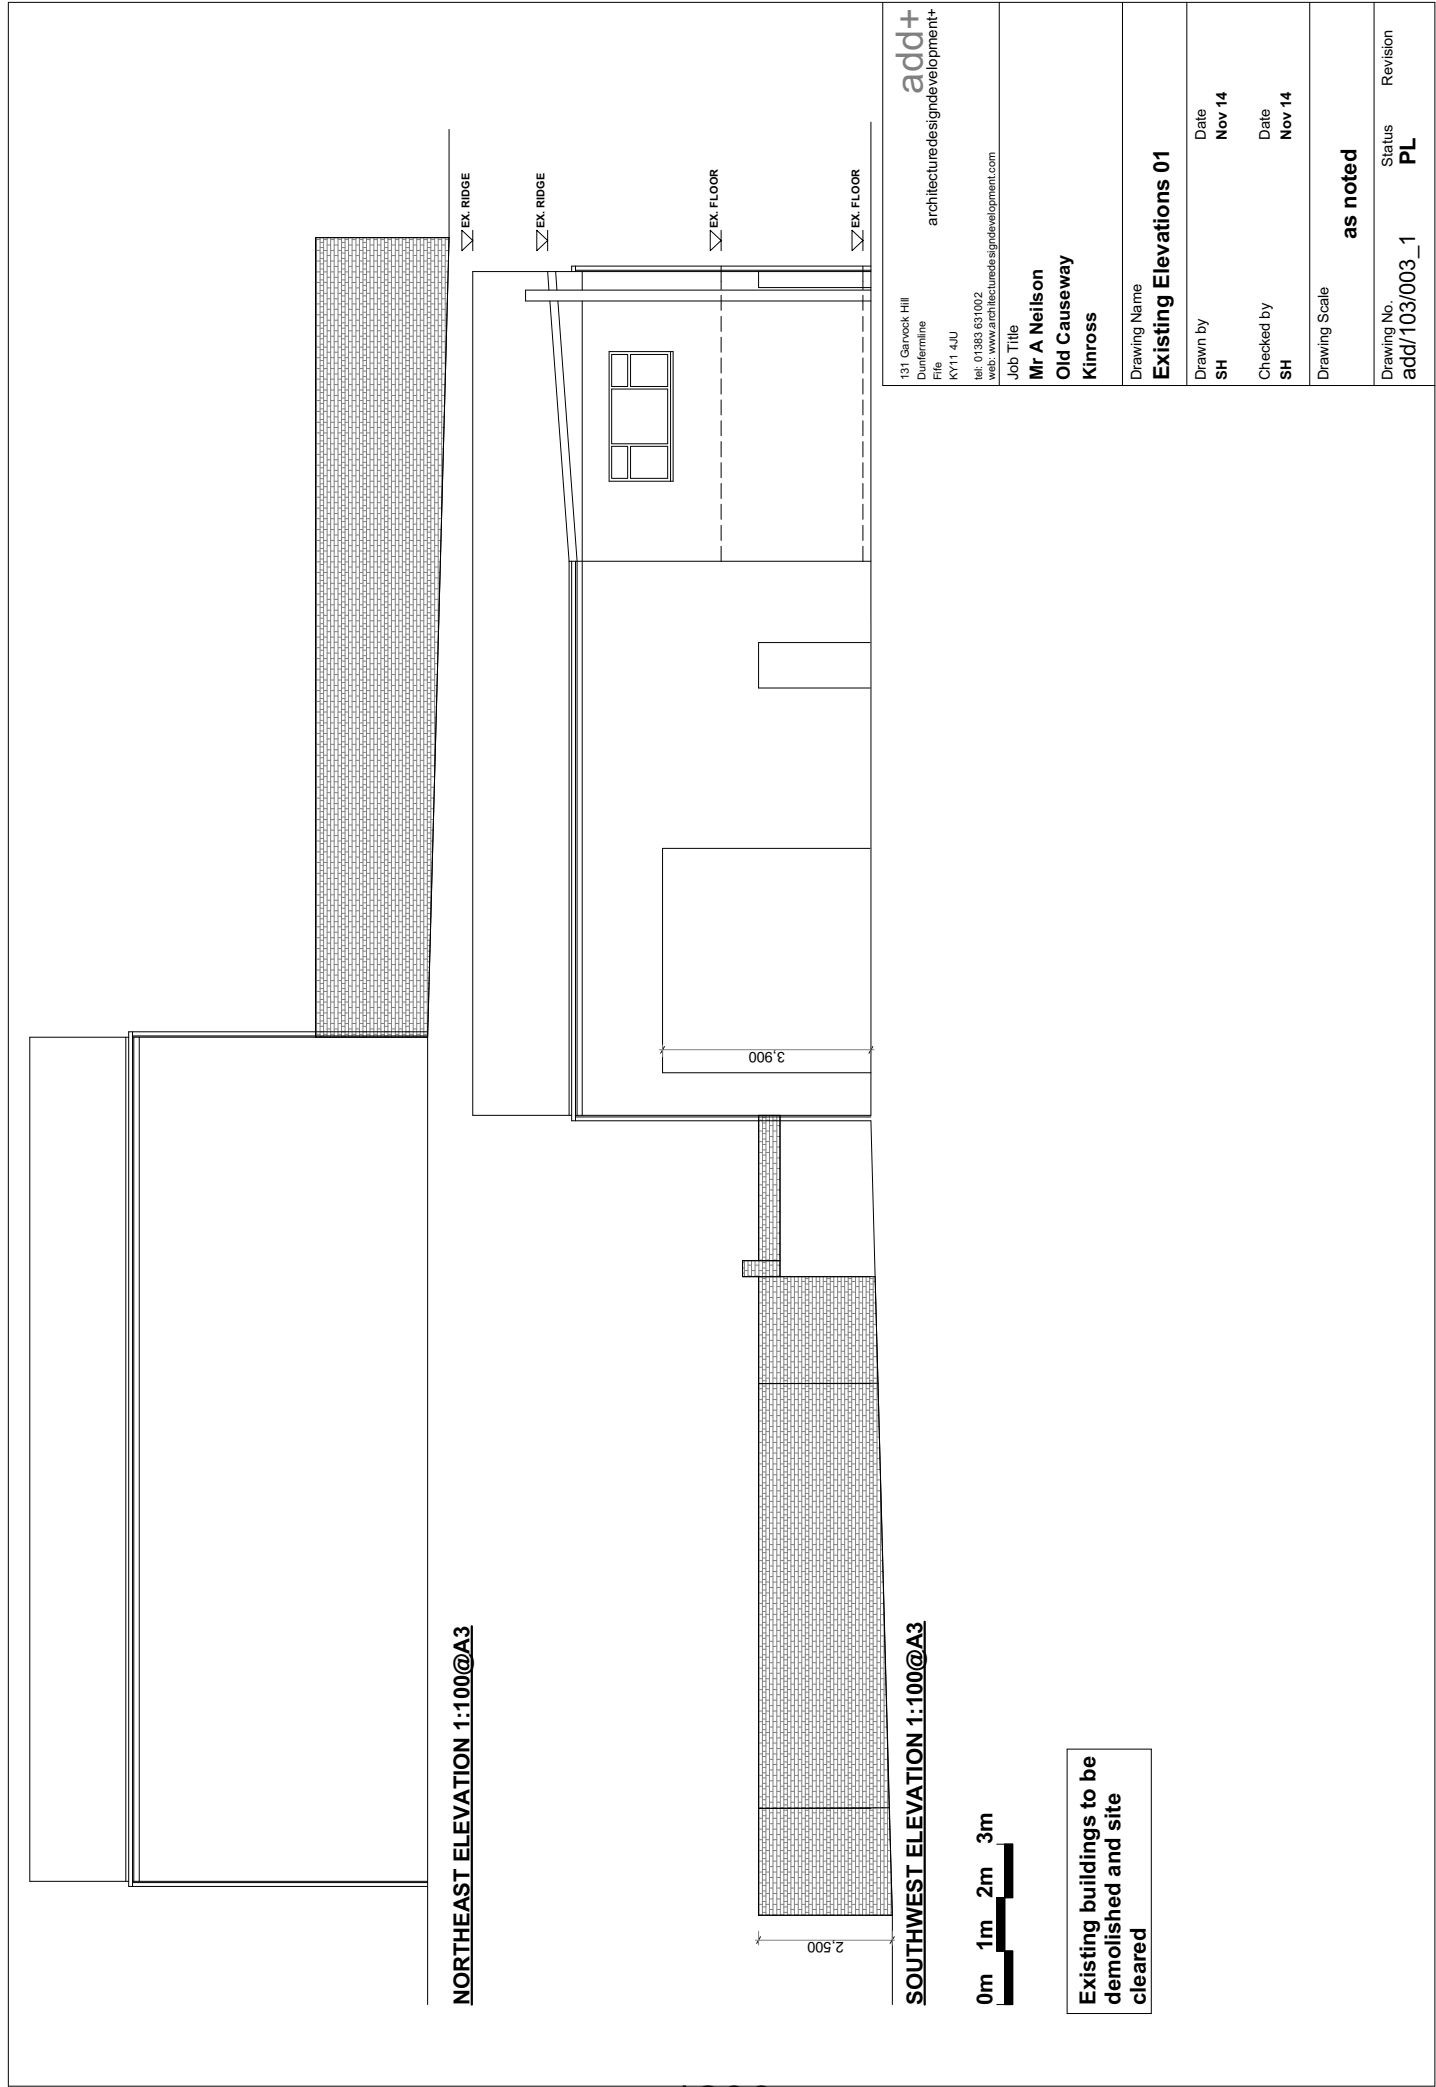 NORTHEAST ELEVATION 1:100@A3
EX. RIDGE
EX. RIDGE
EX. FLOOR
EX. FLOOR
3,900
2,500
SOUTHWEST ELEVATION 1:100@A3
0m 1m 2m 3m
Existing buildings to be
demolished and site
cleared
add+
architecturedesigndevelopment+
131 Garvock Hill
Dunfermline
Fife
KY11 4JU
tel: 01383 631002
web: www.architecturedesigndevelopment.com
Job Title
Mr A Neilson
Old Causeway
Kinross
Drawing Name
Existing Elevations 01
Drawn by Date
SH Nov 14
Checked by Date
SH Nov 14
Drawing Scale
as noted
Drawing No. Status Revision
add/103/003_1 PL